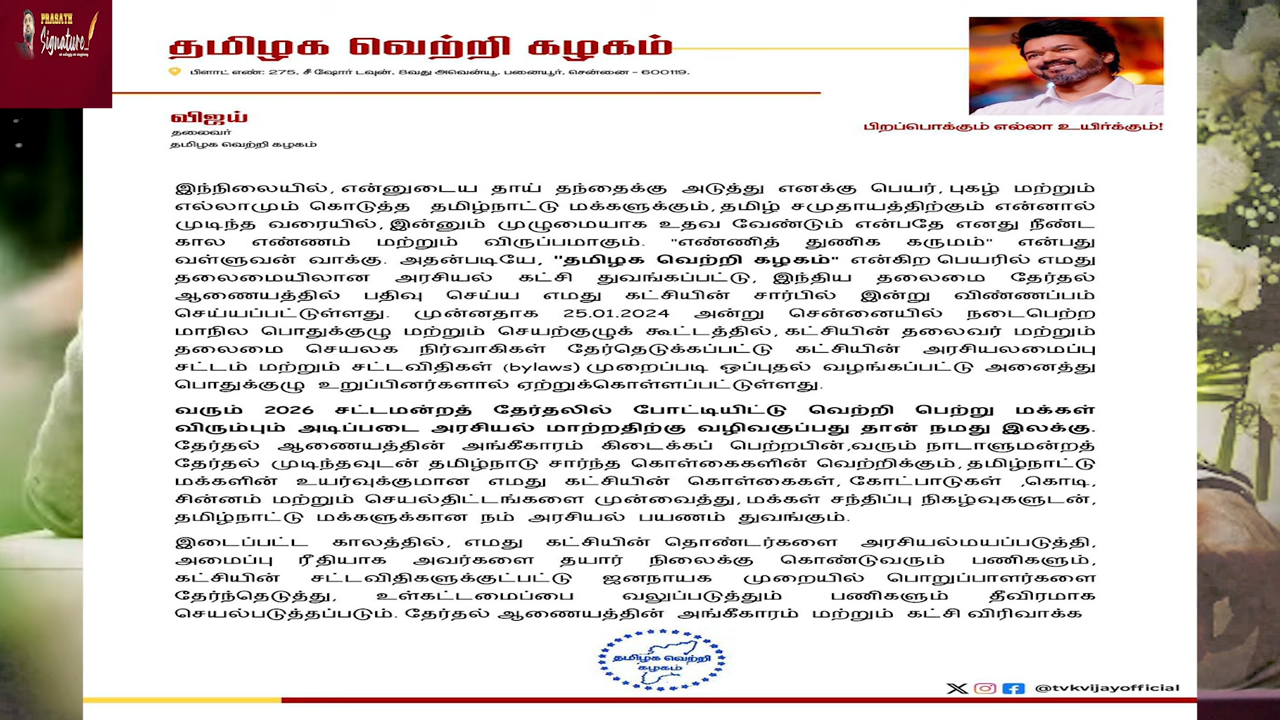 PRASATH
Signature..!
தமிழக வெற்றி கழகம்
பிளாட் எண்: 275, சீ ஷோர் டவுன், 8வது அவென்யூ, பனையூர், சென்னை - 600119.
விஜய்
தலைவர்
தமிழக வெற்றி கழகம்
பிறப்பொக்கும் எல்லா உயிர்க்கும்!
இந்நிலையில், என்னுடைய தாய் தந்தைக்கு அடுத்து எனக்கு பெயர், புகழ் மற்றும்
எல்லாமும் கொடுத்த தமிழ்நாட்டு மக்களுக்கும், தமிழ் சமுதாயத்திற்கும் என்னால்
முடிந்த வரையில், இன்னும் முழுமையாக உதவ வேண்டும் என்பதே எனது நீண்ட
கால எண்ணம் மற்றும் விருப்பமாகும். "எண்ணித் துணிக கருமம்" என்பது
வள்ளுவன் வாக்கு. அதன்படியே, "தமிழக வெற்றி கழகம்" என்கிற பெயரில் எமது
தலைமையிலான அரசியல் கட்சி துவங்கப்பட்டு, இந்திய தலைமை தேர்தல்
ஆணையத்தில் பதிவு செய்ய எமது கட்சியின் சார்பில் இன்று விண்ணப்பம்
செய்யப்பட்டுள்ளது. முன்னதாக 25.01.2024 அன்று சென்னையில் நடைபெற்ற
மாநில பொதுக்குழு மற்றும் செயற்குழுக் கூட்டத்தில், கட்சியின் தலைவர் மற்றும்
தலைமை செயலக நிர்வாகிகள் தேர்தெடுக்கப்பட்டு கட்சியின் அரசியலமைப்பு
சட்டம் மற்றும் சட்டவிதிகள் (bylaws) முறைப்படி ஒப்புதல் வழங்கப்பட்டு அனைத்து
பொதுக்குழு உறுப்பினர்களால் ஏற்றுக்கொள்ளப்பட்டுள்ளது.
வரும் 2026 சட்டமன்றத் தேர்தலில் போட்டியிட்டு வெற்றி பெற்று மக்கள்
விரும்பும் அடிப்படை அரசியல் மாற்றதிற்கு வழிவகுப்பது தான் நமது இலக்கு.
தேர்தல் ஆணையத்தின் அங்கீகாரம் கிடைக்கப் பெற்றபின்,வரும் நாடாளுமன்றத்
தேர்தல் முடிந்தவுடன் தமிழ்நாடு சார்ந்த கொள்கைகளின் வெற்றிக்கும், தமிழ்நாட்டு
மக்களின் உயர்வுக்குமான எமது கட்சியின் கொள்கைகள், கோட்பாடுகள் ,கொடி,
சின்னம் மற்றும் செயல்திட்டங்களை முன்வைத்து, மக்கள் சந்திப்பு நிகழ்வுகளுடன்,
தமிழ்நாட்டு மக்களுக்கான நம் அரசியல் பயணம் துவங்கும்.
இடைப்பட்ட காலத்தில், எமது கட்சியின் தொண்டர்களை அரசியல்மயப்படுத்தி,
அமைப்பு ரீதியாக அவர்களை தயார் நிலைக்கு கொண்டுவரும் பணிகளும்,
கட்சியின் சட்டவிதிகளுக்குட்பட்டு ஜனநாயக முறையில் பொறுப்பாளர்களை
தேர்ந்தெடுத்து, உள்கட்டமைப்பை வலுப்படுத்தும் பணிகளும் தீவிரமாக
செயல்படுத்தப்படும். தேர்தல் ஆணையத்தின் அங்கீகாரம் மற்றும் கட்சி விரிவாக்க
தமிழக வெற்றி
கழகம்
@tvkvijayofficial